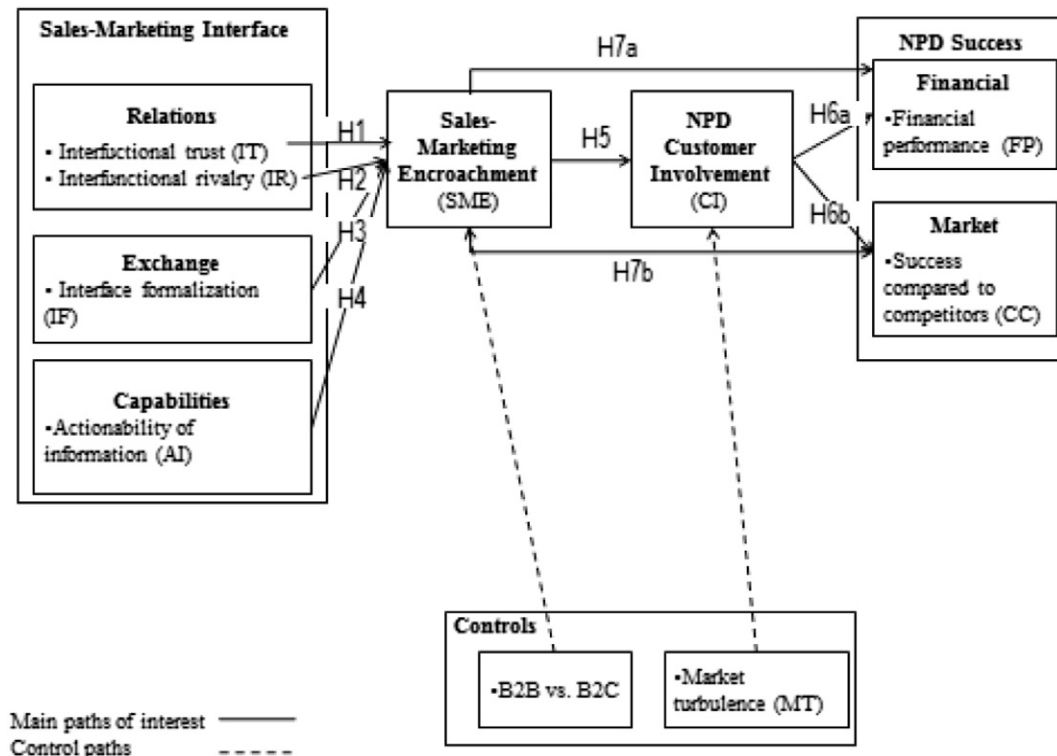 Sales-Marketing Interface
Relations
• Interfuctional trust (IT)
• Interfunctional rivalry (IR)
Exchange
• Interface formalization
(IF)
Capabilities
•Actionability of
information (AI)
H1
H2
H3
H4
Sales-
Marketing
Encroachment
(SME)
H5
NPD
Customer
Involvement
(CI)
H7a
H7b
H6a
H6b
NPD Success
Financial
•Financial
performance (FP)
Market
•Success
compared to
competitors (CC)
Controls
•B2B vs. B2C
•Market
turbulence (MT)
Main paths of interest
Control paths